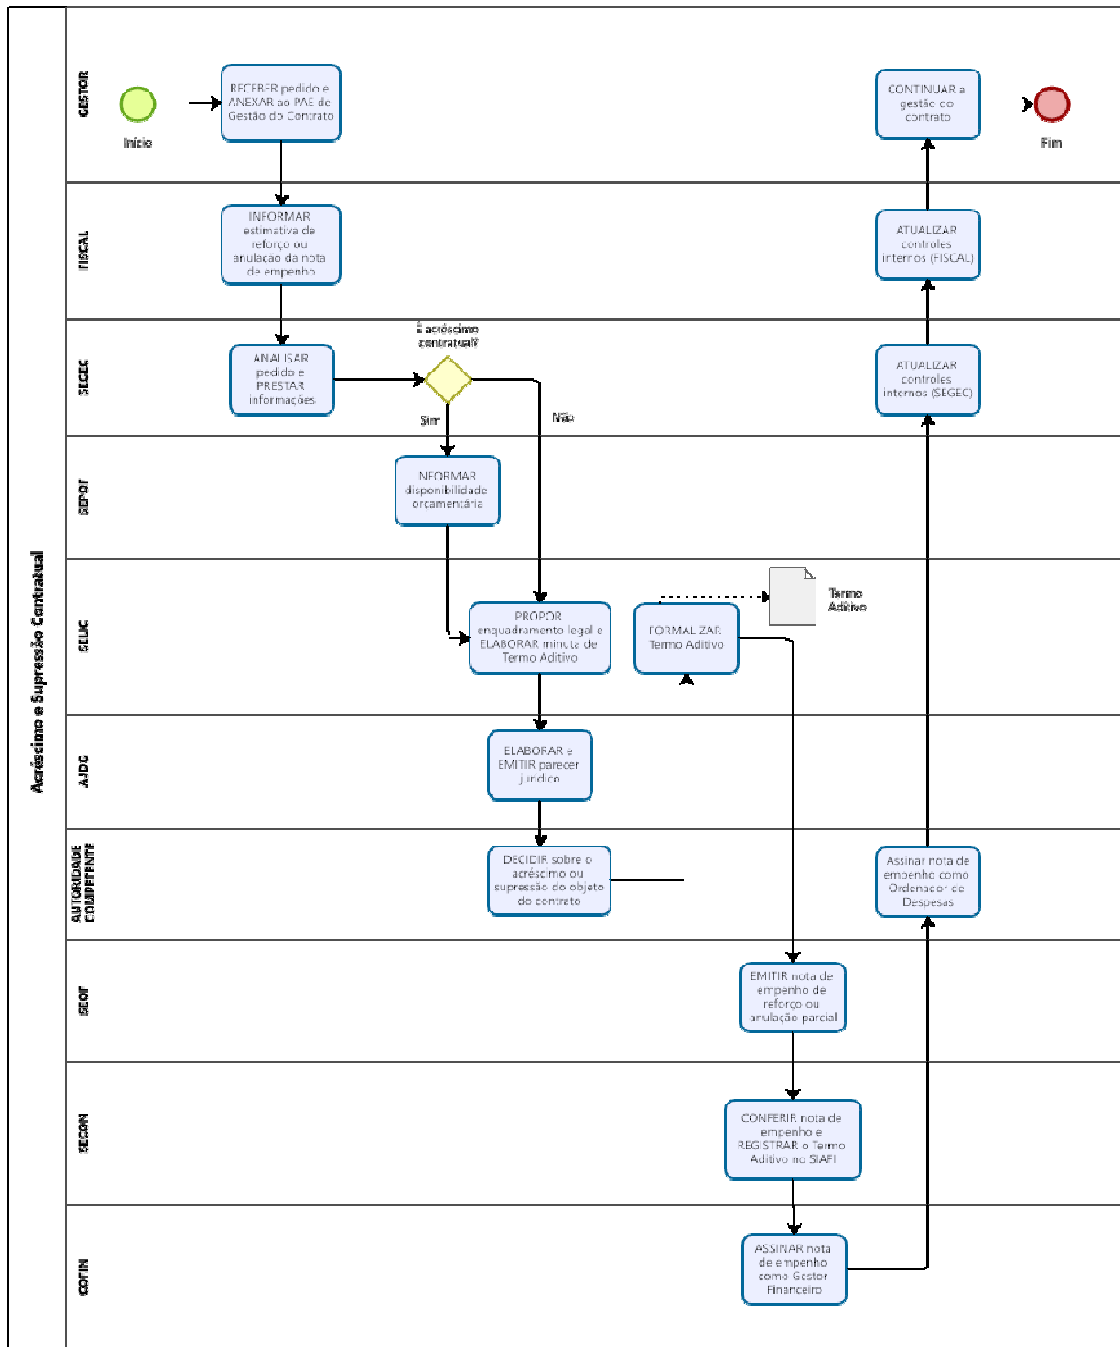 Acréscimo e Supressão Contratual
GESTOR
Início
RECEBER pedido e
ANEXAR ao PAE de
Gestão do Contrato
CONTINUAR a
gestão do
contrato
Fim
FISCAL
INFORMAR
estimativa de
reforço ou
anulação da nota
de empenho
ATUALIZAR
controles
internos (FISCAL)
SEGEC
ANALISAR
pedido e
PRESTAR
informações
É acréscimo
contratual?
Sim
Não
ATUALIZAR
controles
internos (SEGEC)
INFORMAR
disponibilidade
orçamentária
SELIC
PROPOR
enquadramento legal e
ELABORAR minuta de
Termo Aditivo
FORMALIZAR
Termo Aditivo
Termo
Aditivo
AJDG
ELABORAR e
EMITIR parecer
jurídico
AUTORIDADE
COMPETENTE
DECIDIR sobre o
acréscimo ou
supressão do objeto
do contrato
Assinar nota de
empenho como
Ordenador de
Despesas
EMITIR nota de
empenho de
reforço ou
anulação parcial
SECON
CONFERIR nota de
empenho e
REGISTRAR o Termo
Aditivo no SIAFI
COFIN
ASSINAR nota
de empenho
como Gestor
Financeiro